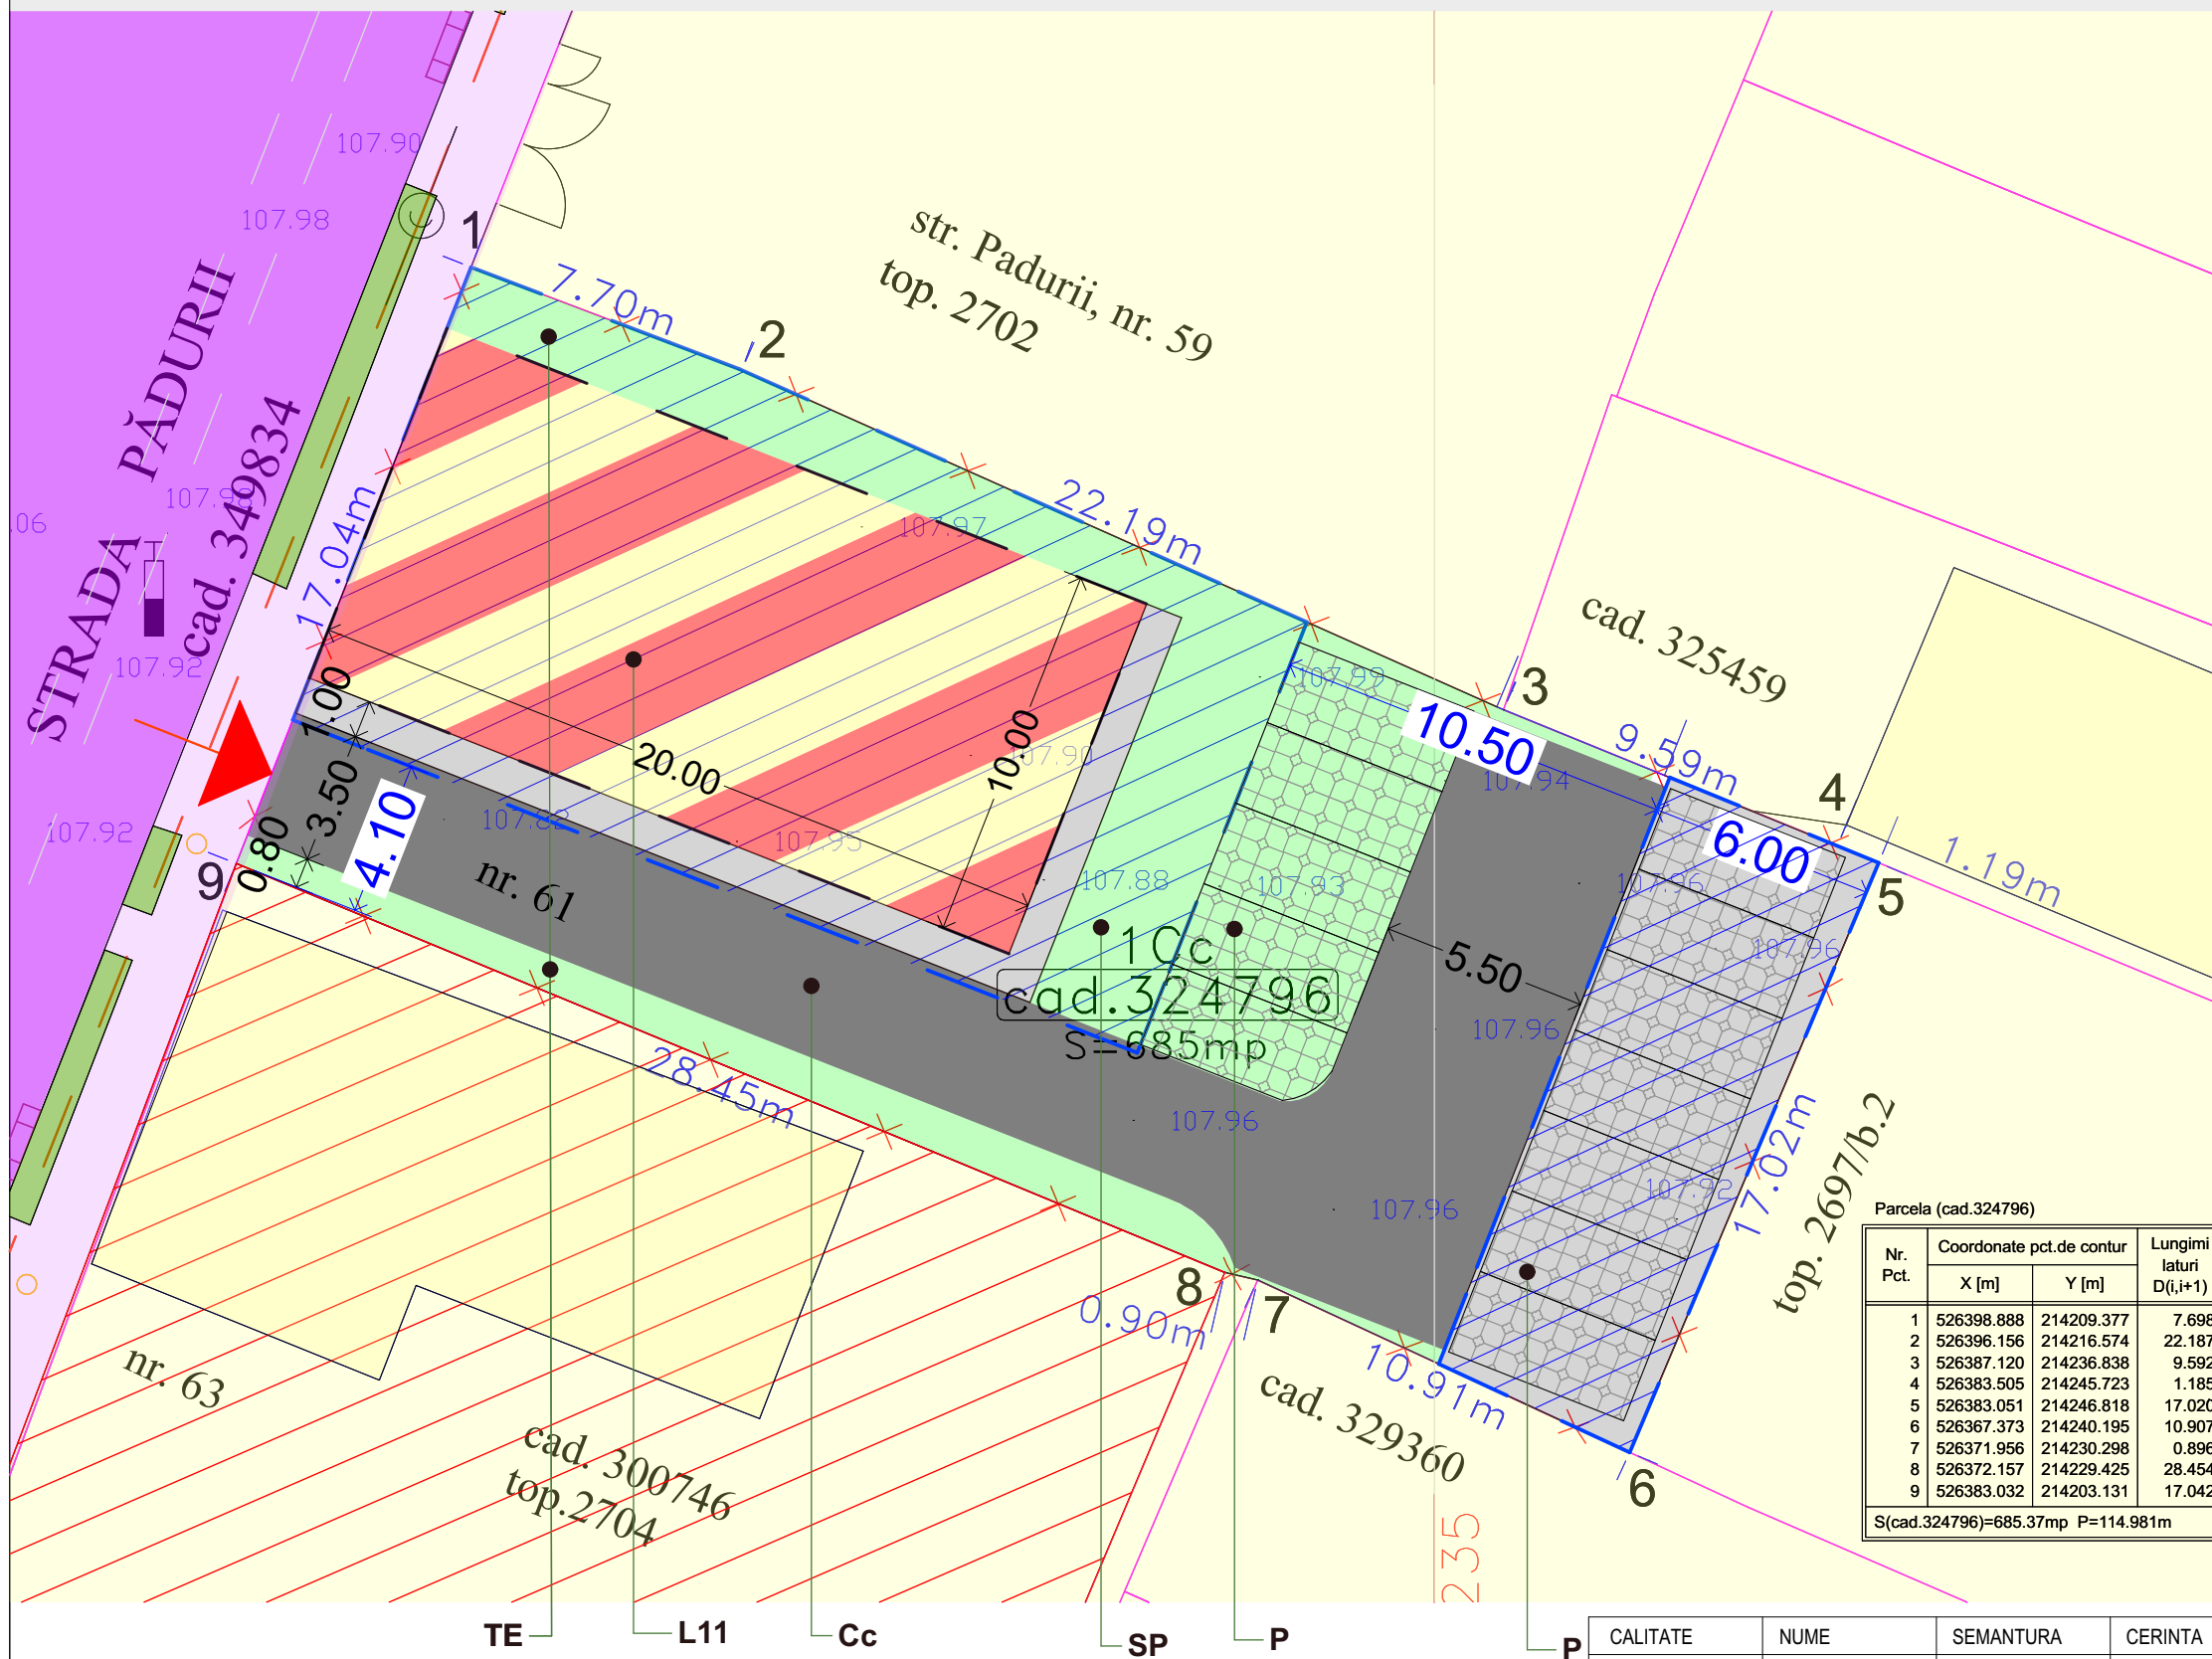 107.90
107.98
1
7.70m
2
str. Padurii, nr. 59
top. 2702
STRADA PĂDURII
cad. 349834
107.98
.06
107.92
107.92
17.04m
107.97
22.19m
cad. 325459
107.99
3
10.50
107.94
9.59m
4
6.00
1.19m
5
1.00
3.50
0.80
4.10
9
20.00
10.00
107.90
107.82
107.95
nr. 61
107.88
107.93
107.96
107.96
5.50
1Cc
cad.324796
S=685mp
107.96
107.96
107.96
107.92
17.02m
top. 2697/b.2
28.45m
8
0.90m
7
10.91m
cad. 329360
6
nr. 63
cad. 300746
top.2704
235
Parcela (cad.324796)
Nr. Pct. Coordonate pct.de contur Lungimi laturi D(i,i+1)
X [m] Y [m]
1 526398.888 214209.377 7.698
2 526396.156 214216.574 22.187
3 526387.120 214236.838 9.592
4 526383.505 214245.723 1.185
5 526383.051 214246.818 17.020
6 526367.373 214240.195 10.907
7 526371.956 214230.298 0.896
8 526372.157 214229.425 28.454
9 526383.032 214203.131 17.042
S(cad.324796)=685.37mp P=114.981m
TE
L11
Cc
SP
P
P
CALITATE NUME SEMANTURA CERINTA